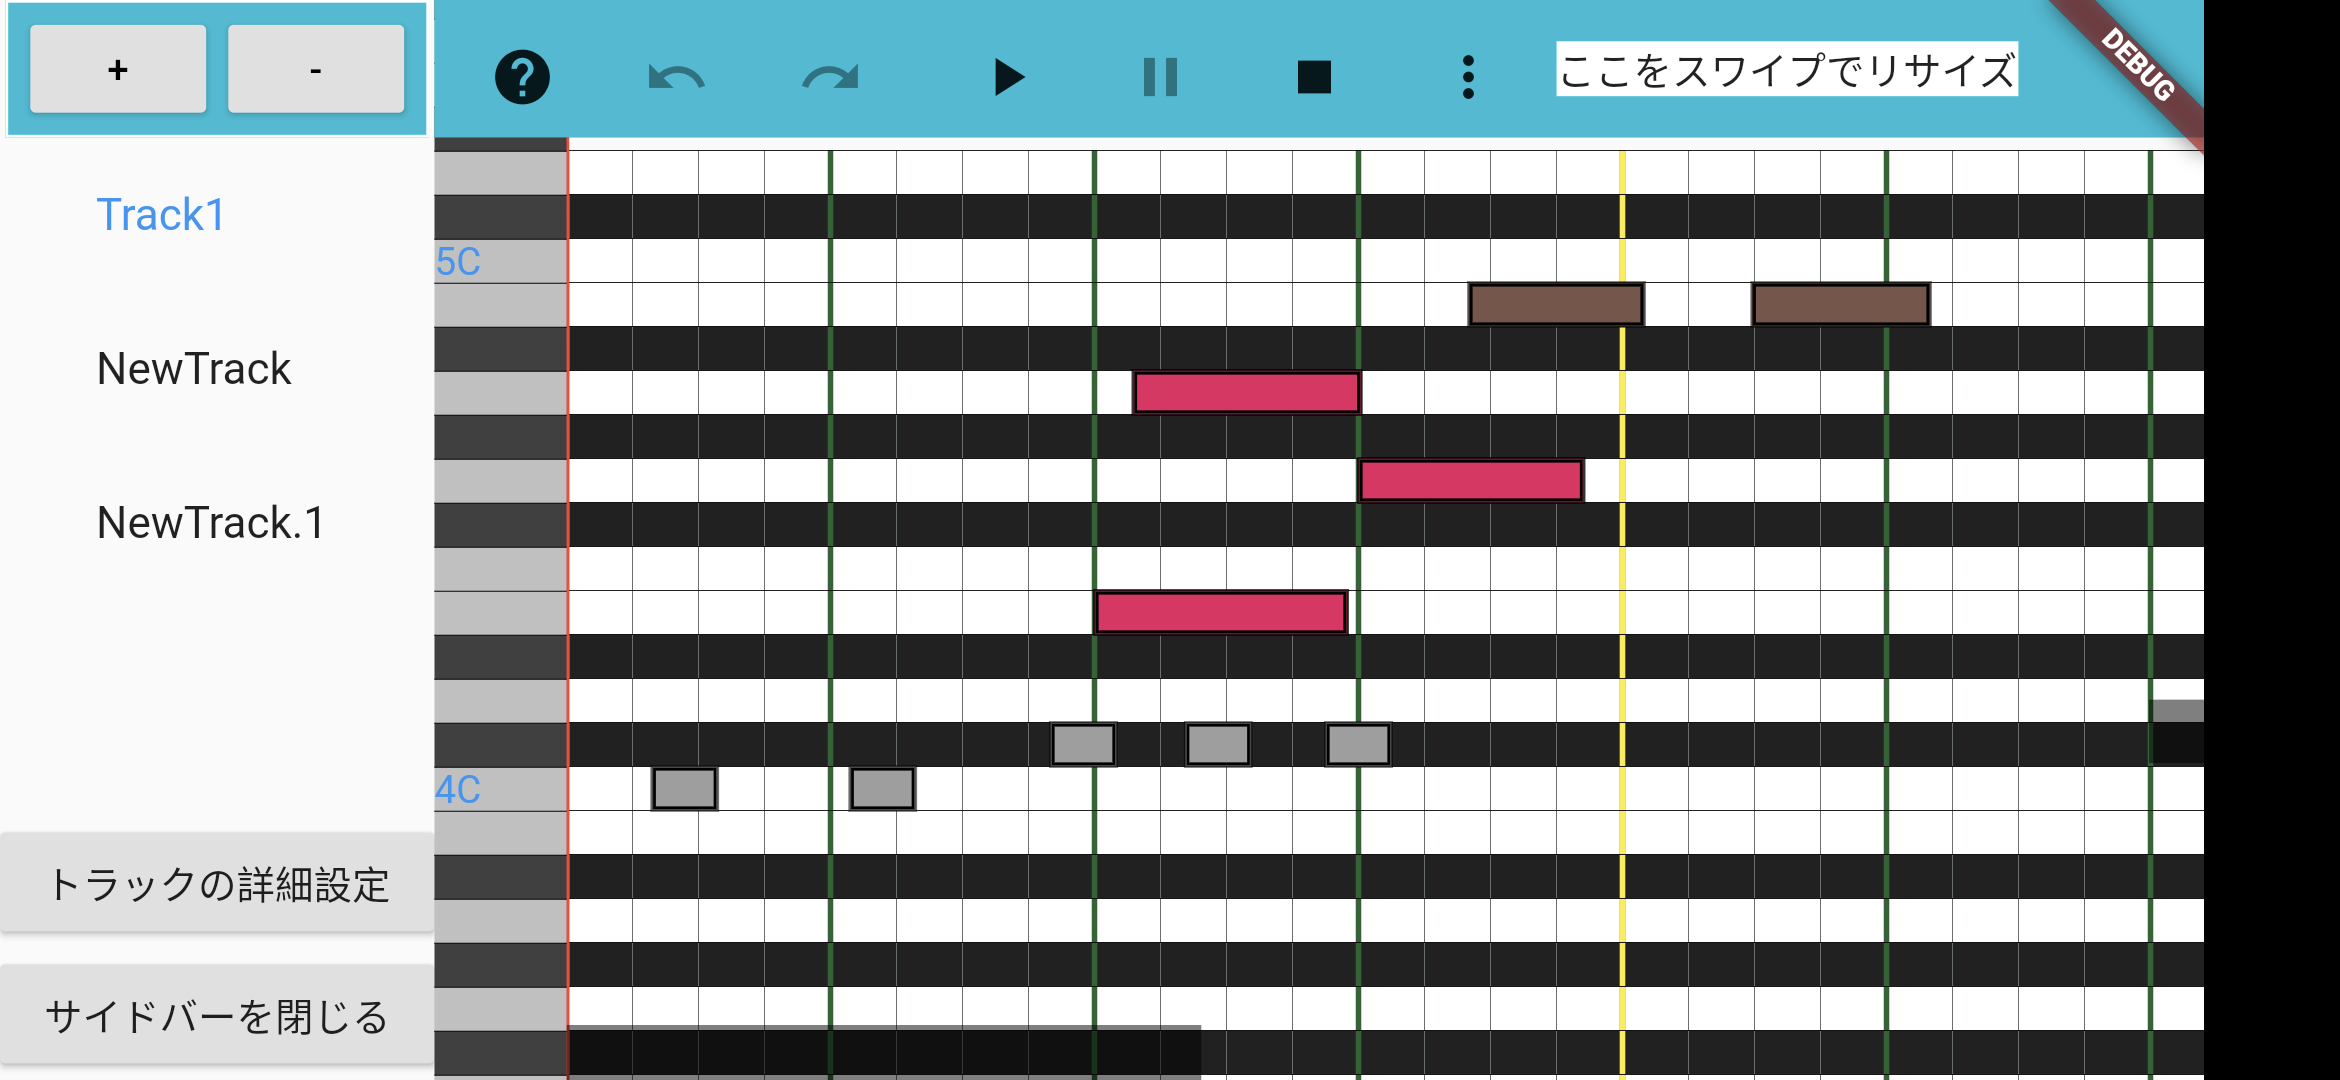 +
-
?
ここをスワイプでリサイズ
DEBUG
Track1
NewTrack
NewTrack.1
5C
4C
トラックの詳細設定
サイドバーを閉じる